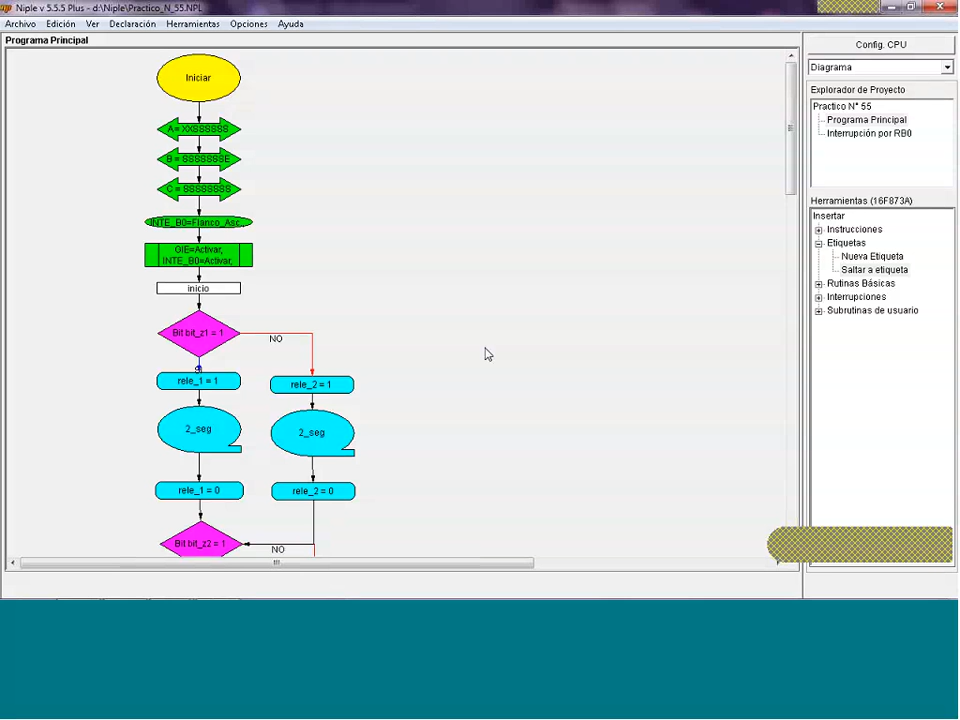 Niple v 5.5.5 Plus - d:\Niple\Practico_N_55.NPL
Archivo Edición Ver Declaración Herramientas Opciones Ayuda
Programa Principal
Iniciar
A = XXSSSSSS
B = SSSSSSSE
C = SSSSSSSS
INTE_B0=Flanco_Asc,
GIE=Activar,
INTE_B0=Activar,
inicio
Bit bit_z1 = 1
NO
rele_1 = 1
rele_2 = 1
2_seg
2_seg
rele_1 = 0
rele_2 = 0
Bit bit_z2 = 1
NO
Config. CPU
Diagrama
Explorador de Proyecto
Practico N° 55
Programa Principal
Interrupción por RB0
Herramientas (16F873A)
Insertar
Instrucciones
Etiquetas
Nueva Etiqueta
Saltar a etiqueta
Rutinas Básicas
Interrupciones
Subrutinas de usuario